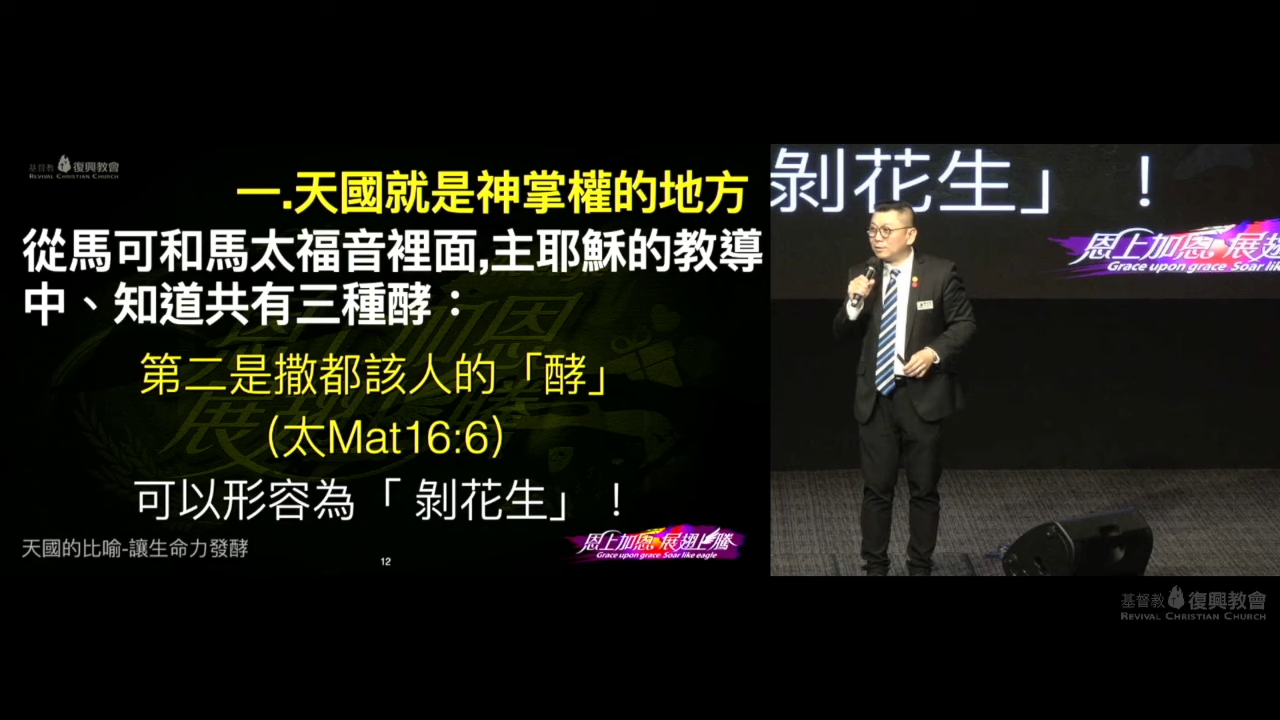 基督教 復興教會
REVIVAL CHRISTIAN CHURCH
一.天國就是神掌權的地方
從馬可和馬太福音裡面,主耶穌的教導
中、知道共有三種酵：
第二是撒都該人的「酵」
（太Mat16:6）
可以形容為「 剝花生」 ！
天國的比喻-讓生命力發酵
12
恩上加恩 展翅上騰
Grace upon grace Soar like eagle
剝花生」 ！
恩上加恩 展翅
Grace upon grace Soar like
基督教 復興教會
REVIVAL CHRISTIAN CHURCH